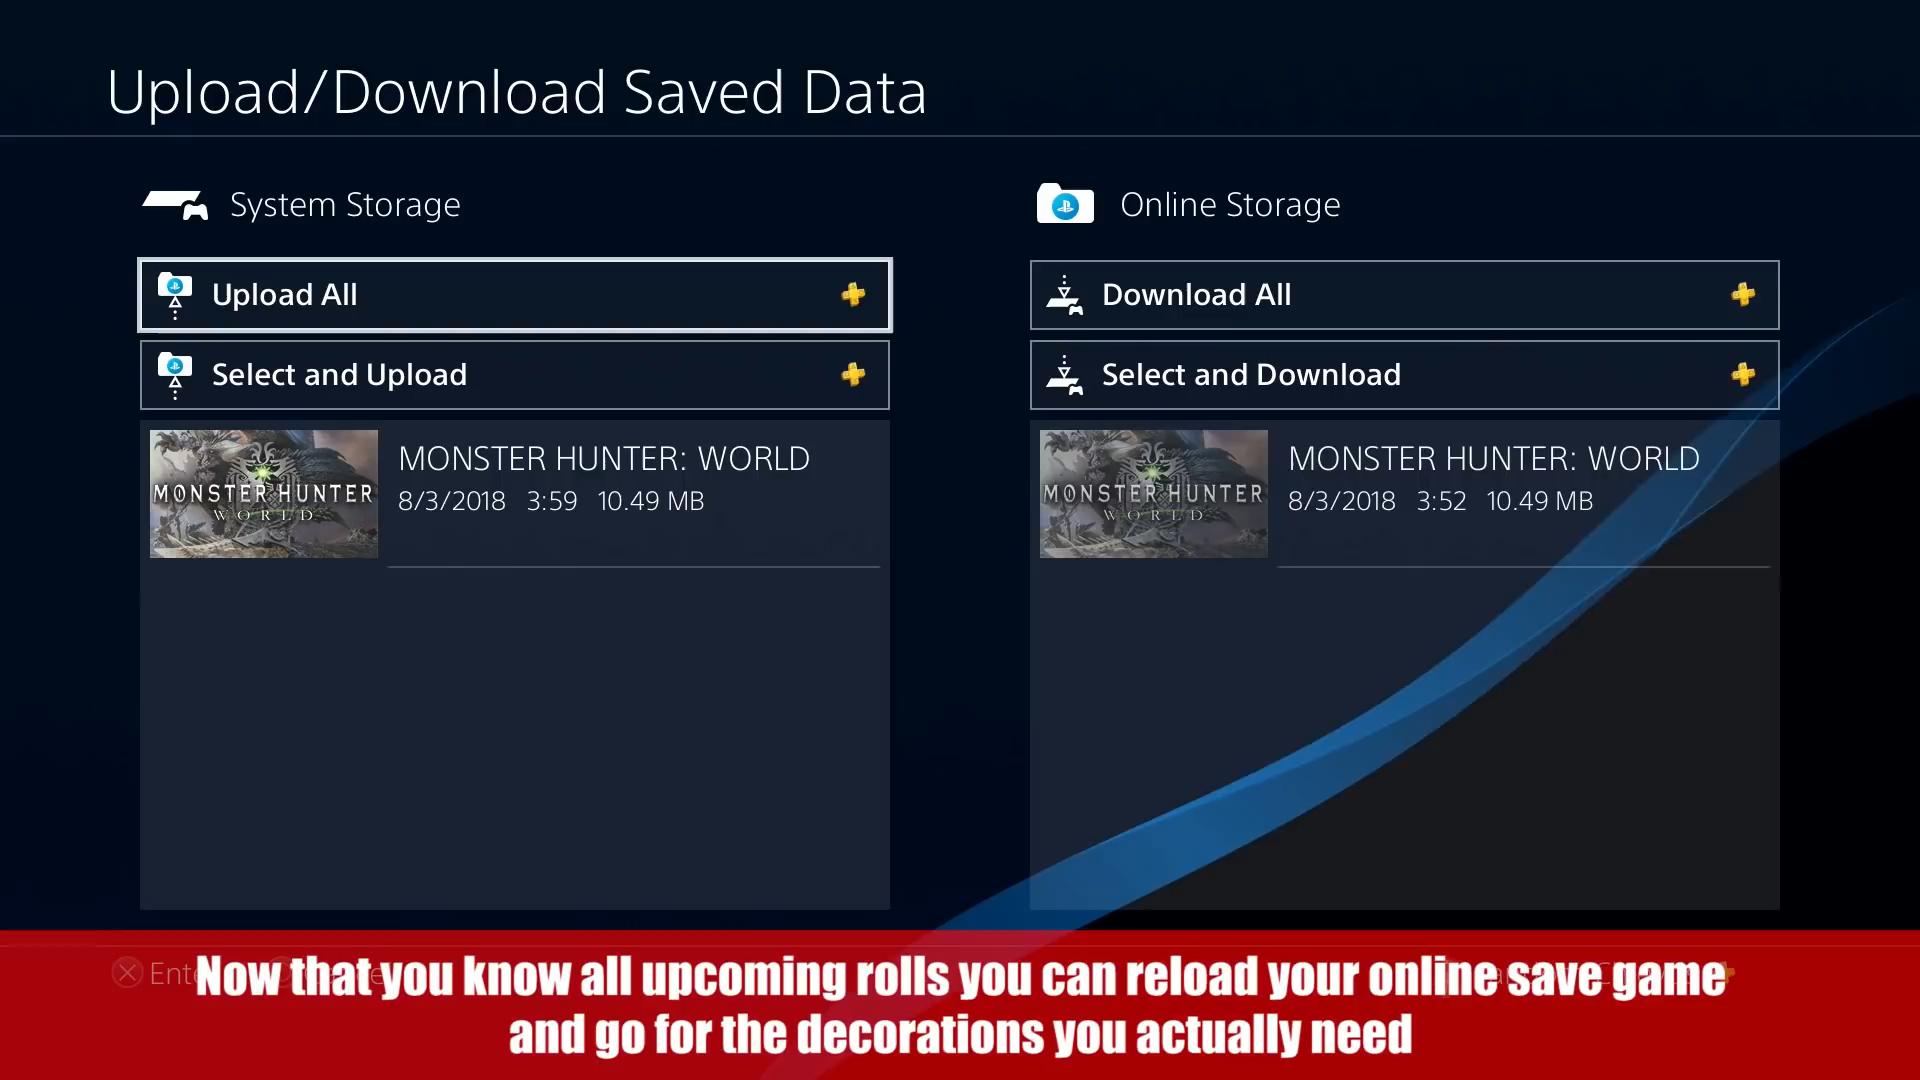 Upload/Download Saved Data
System Storage
Online Storage
Upload All
Download All
Select and Upload
Select and Download
MONSTER HUNTER
WORLD
MONSTER HUNTER: WORLD
8/3/2018 3:59 10.49 MB
MONSTER HUNTER
WORLD
MONSTER HUNTER: WORLD
8/3/2018 3:52 10.49 MB
Now that you know all upcoming rolls you can reload your online save game
and go for the decorations you actually need